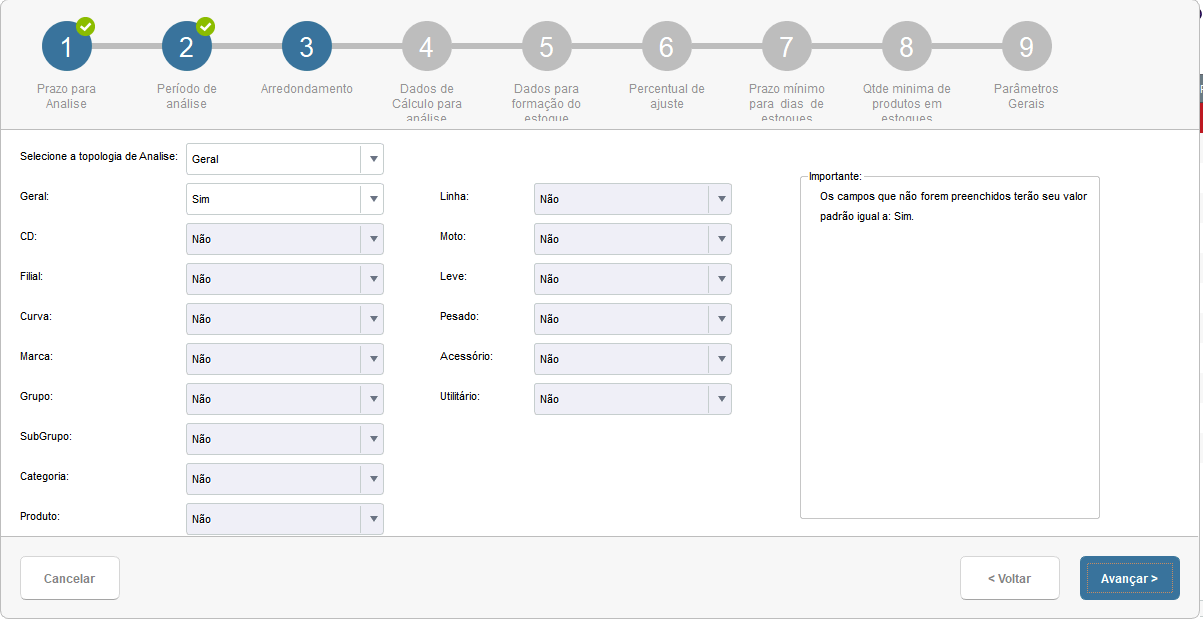 1 2 3 4 5 6 7 8 9
Prazo para
Analise
Período de
análise
Arredondamento
Dados de
Cálculo para
análise
Dados para
formação do
estoque
Percentual de
ajuste
Prazo mínimo
para dias de
estqoues
Qtde minima de
produtos em
estoques
Parâmetros
Gerais
Selecione a topologia de Analise: Geral
Geral: Sim
CD: Não
Filial: Não
Curva: Não
Marca: Não
Grupo: Não
SubGrupo: Não
Categoria: Não
Produto: Não
Linha: Não
Moto: Não
Leve: Não
Pesado: Não
Acessório: Não
Utilitário: Não
Importante:
Os campos que não forem preenchidos terão seu valor
padrão igual a: Sim.
Cancelar
< Voltar
Avançar >